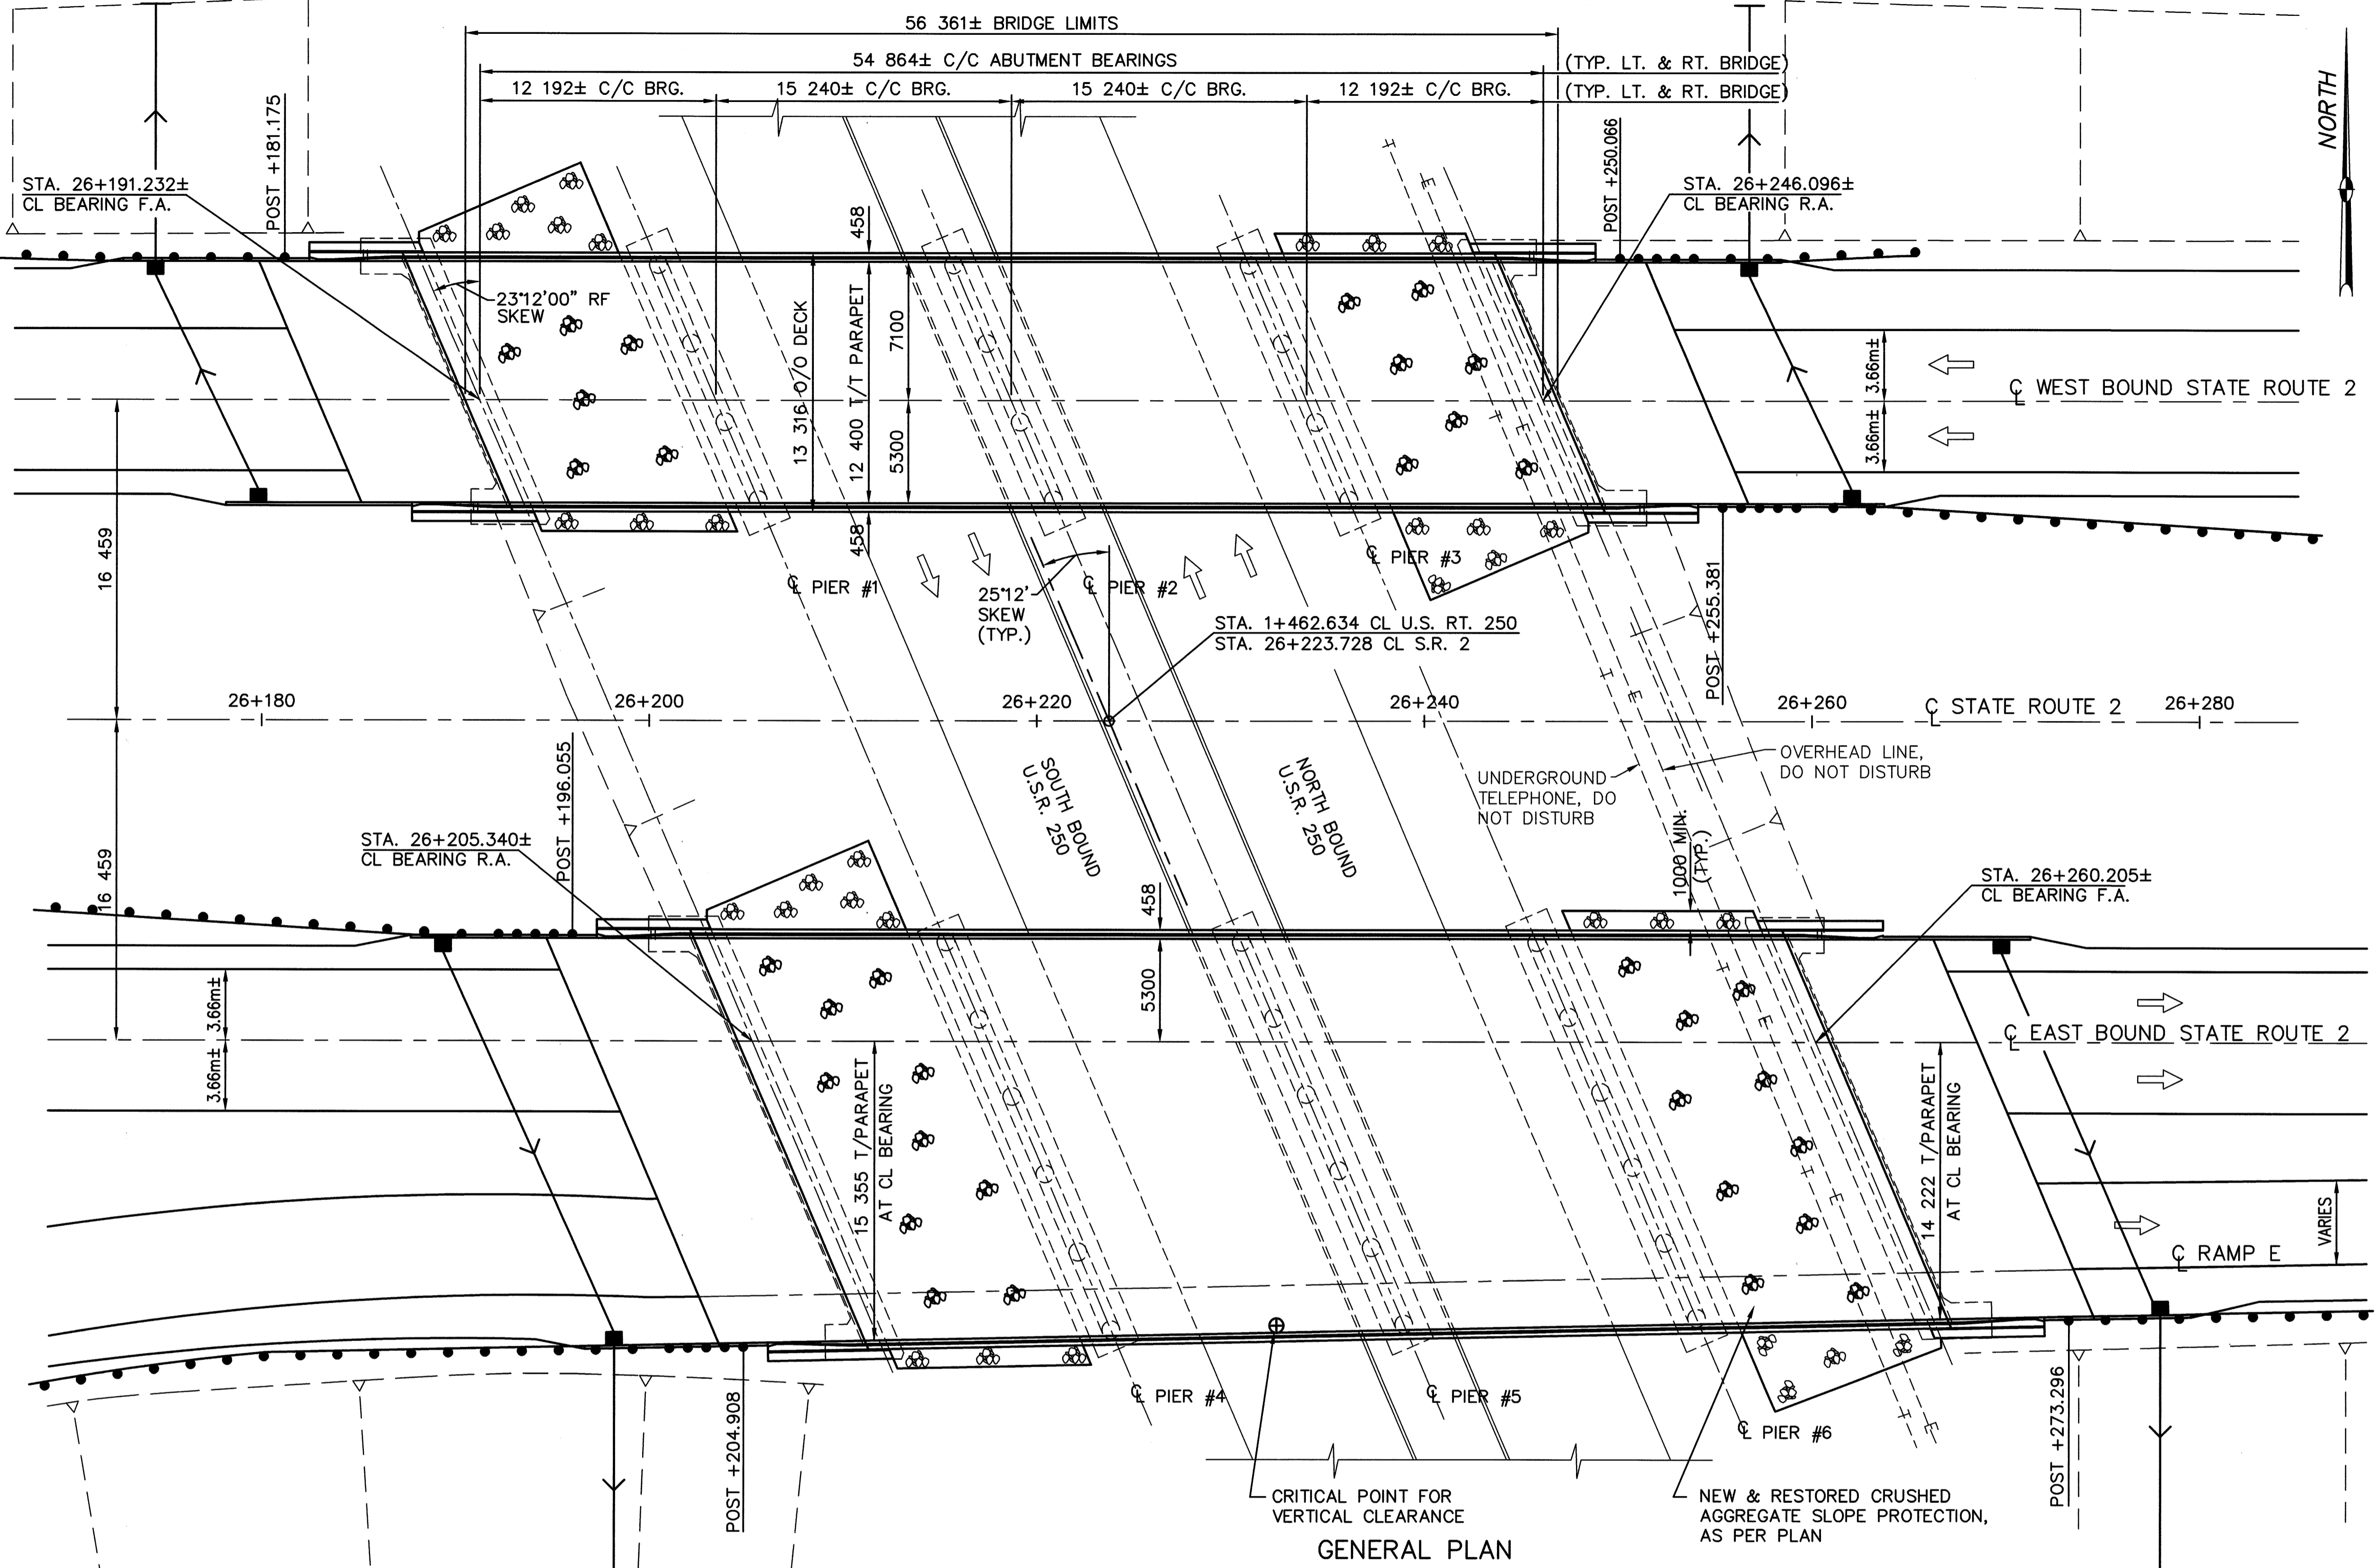 56 361± BRIDGE LIMITS
54 864± C/C ABUTMENT BEARINGS
(TYP. LT. & RT. BRIDGE)
12 192± C/C BRG.
15 240± C/C BRG.
15 240± C/C BRG.
12 192± C/C BRG.
(TYP. LT. & RT. BRIDGE)
NORTH
POST +181.175
POST +250.066
STA. 26+191.232±
CL BEARING F.A.
STA. 26+246.096±
CL BEARING R.A.
458
23°12'00" RF
SKEW
13 316 O/O DECK
12 400 T/T PARAPET
7100
5300
458
3.66m±
3.66m±
℄ WEST BOUND STATE ROUTE 2
T
E
T
E
16 459
℄ PIER #1
℄ PIER #2
℄ PIER #3
25°12'
SKEW
(TYP.)
STA. 1+462.634 CL U.S. RT. 250
STA. 26+223.728 CL S.R. 2
POST +255.381
T
E
26+180
26+200
26+220
26+240
26+260
26+280
℄ STATE ROUTE 2
SOUTH BOUND
U.S.R. 250
NORTH BOUND
U.S.R. 250
UNDERGROUND
TELEPHONE, DO
NOT DISTURB
OVERHEAD LINE,
DO NOT DISTURB
16 459
POST +196.055
STA. 26+205.340±
CL BEARING R.A.
1000 MIN.
(TYP.)
STA. 26+260.205±
CL BEARING F.A.
458
5300
3.66m±
3.66m±
℄ EAST BOUND STATE ROUTE 2
T
E
T
E
15 355 T/PARAPET
AT CL BEARING
14 222 T/PARAPET
AT CL BEARING
VARIES
℄ RAMP E
℄ PIER #4
℄ PIER #5
℄ PIER #6
T
E
POST +204.908
POST +273.296
CRITICAL POINT FOR
VERTICAL CLEARANCE
NEW & RESTORED CRUSHED
AGGREGATE SLOPE PROTECTION,
AS PER PLAN
GENERAL PLAN